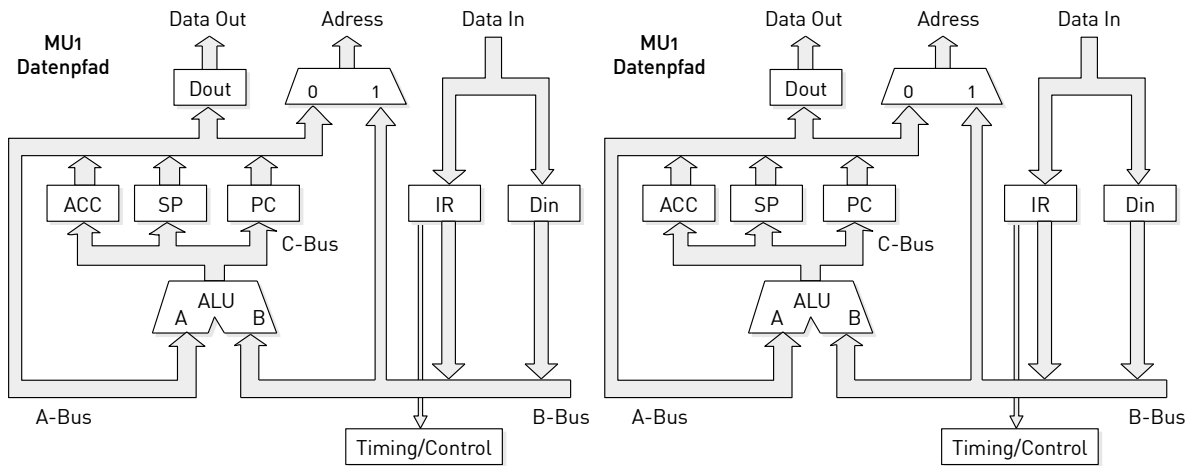 Data Out Adress Data In
MU1
Datenpfad
Dout
0 1
ACC SP PC IR Din
C-Bus
ALU
A B
A-Bus B-Bus
Timing/Control
Data Out Adress Data In
MU1
Datenpfad
Dout
0 1
ACC SP PC IR Din
C-Bus
ALU
A B
A-Bus B-Bus
Timing/Control